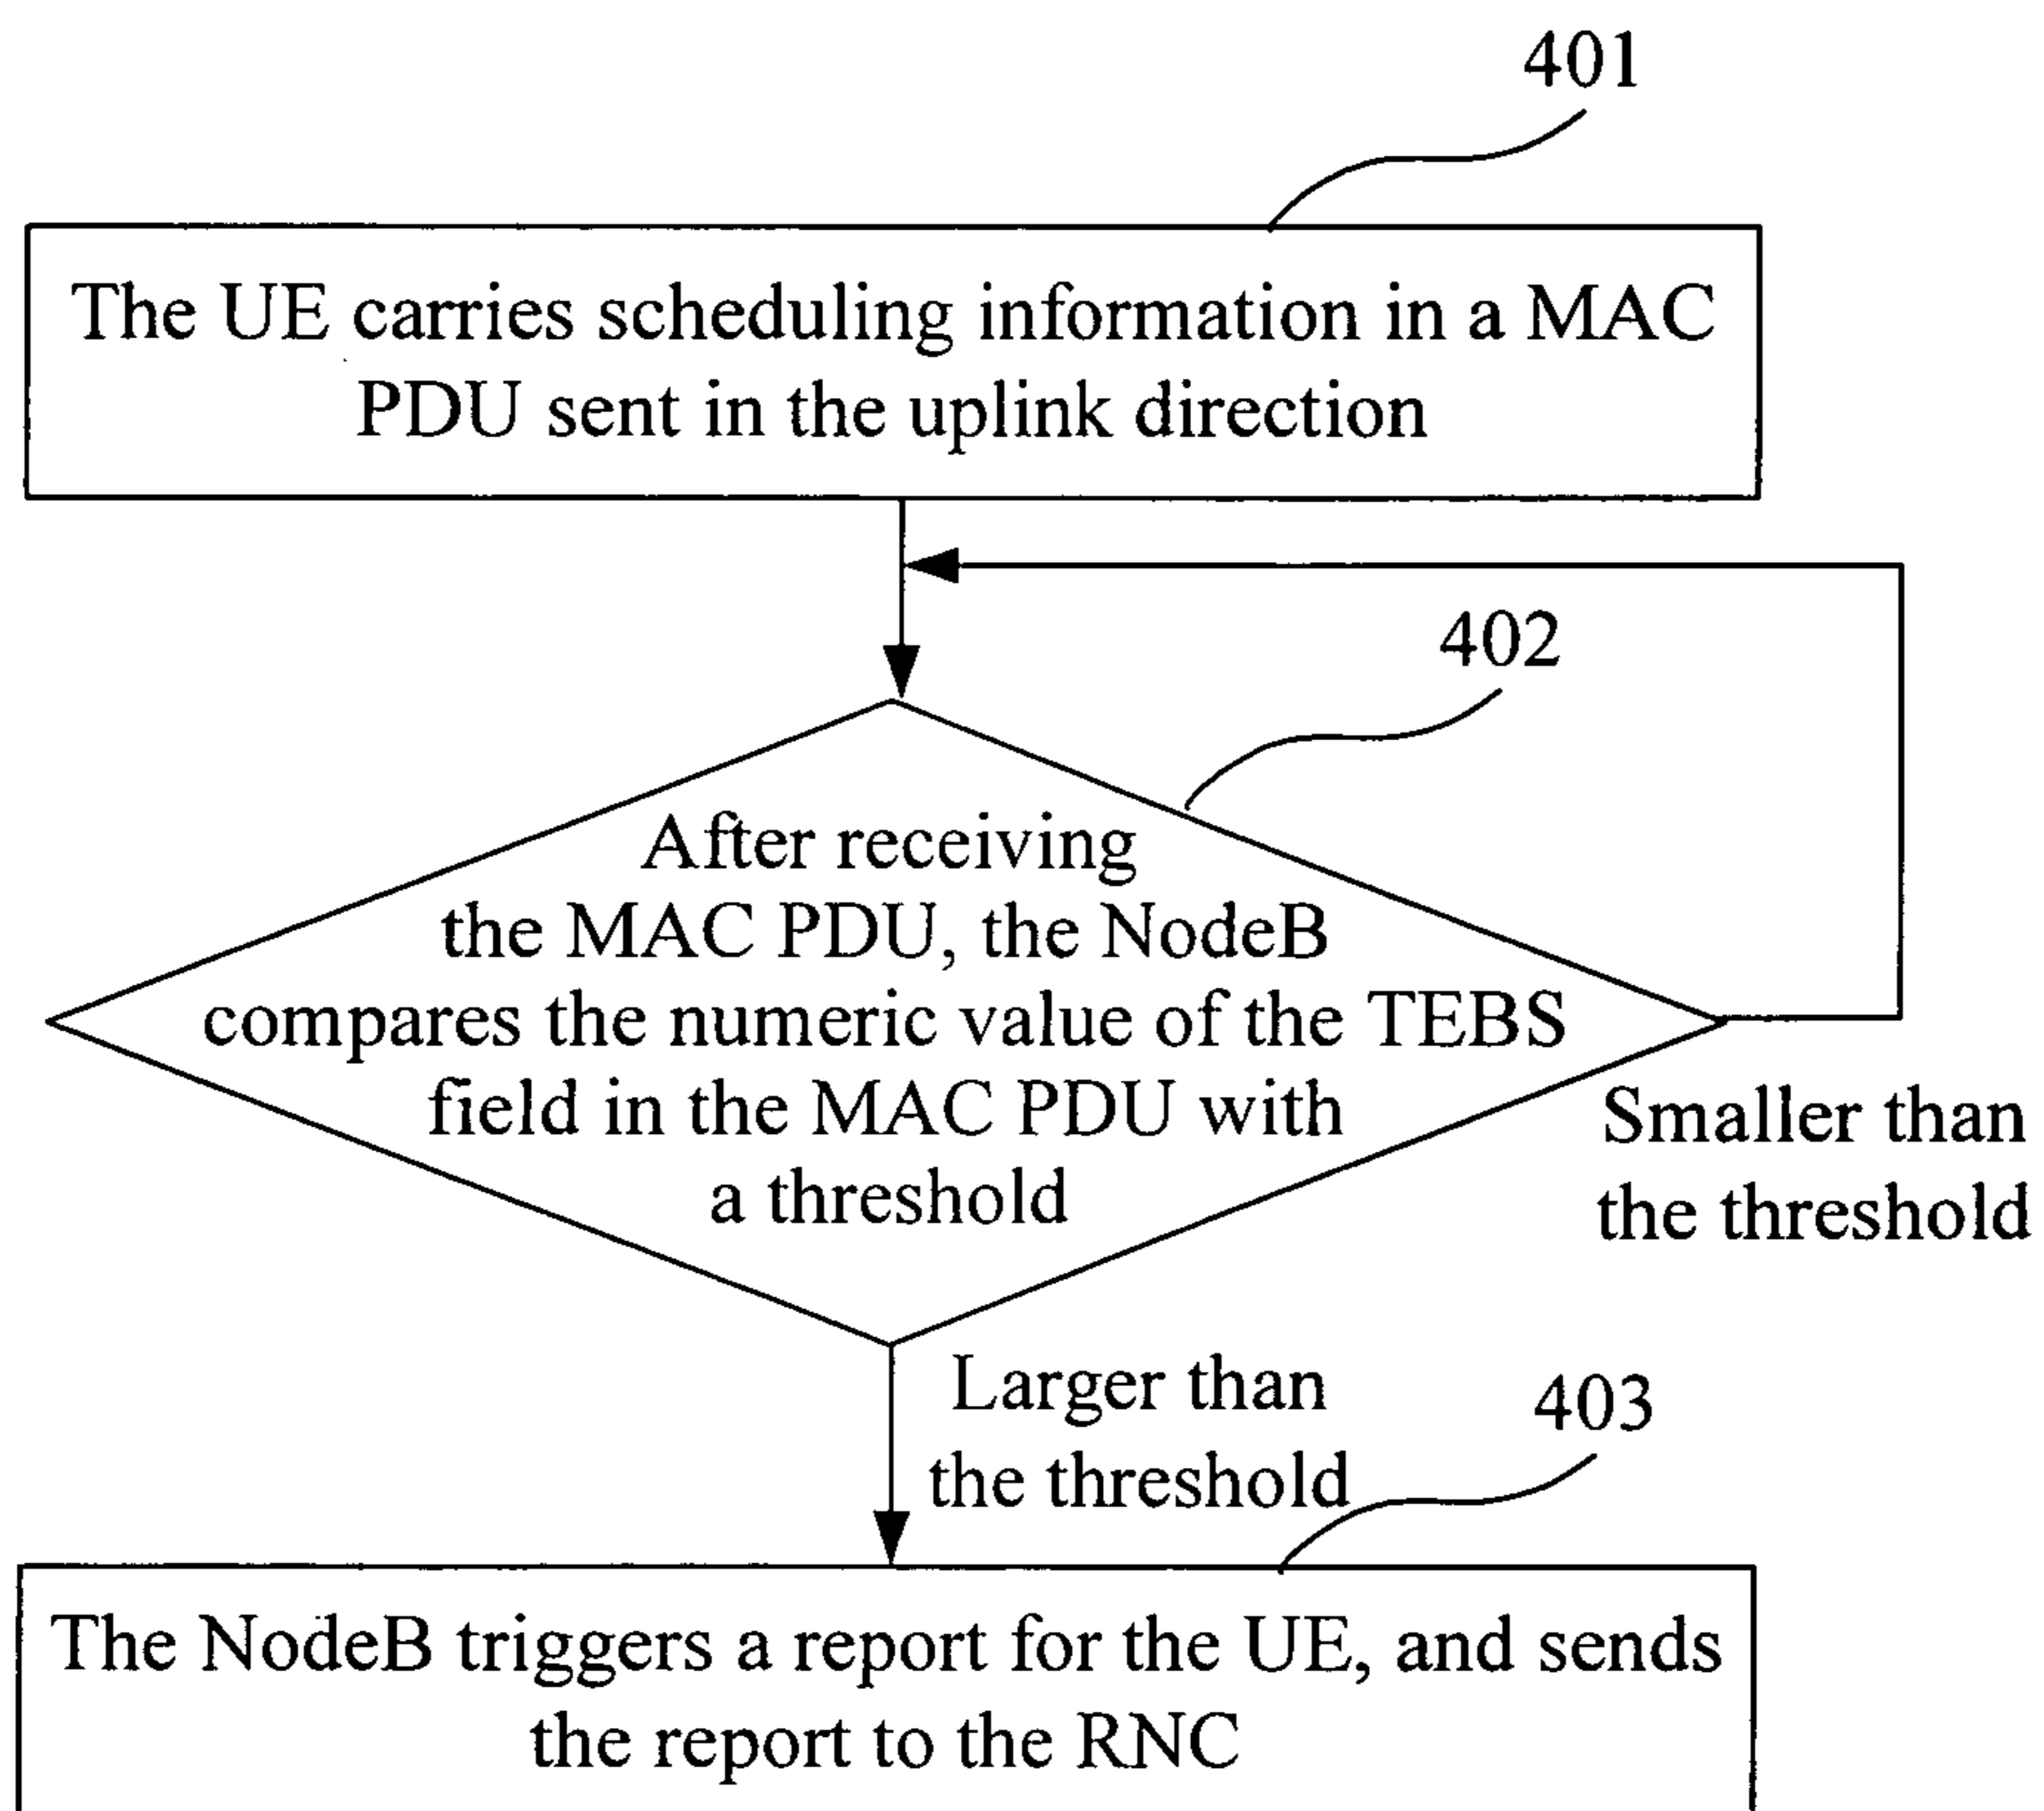 401
The UE carries scheduling information in a MAC
PDU sent in the uplink direction
402
After receiving
the MAC PDU, the NodeB
compares the numeric value of the TEBS
field in the MAC PDU with
a threshold
Smaller than
the threshold
Larger than
the threshold
403
The NodeB triggers a report for the UE, and sends
the report to the RNC